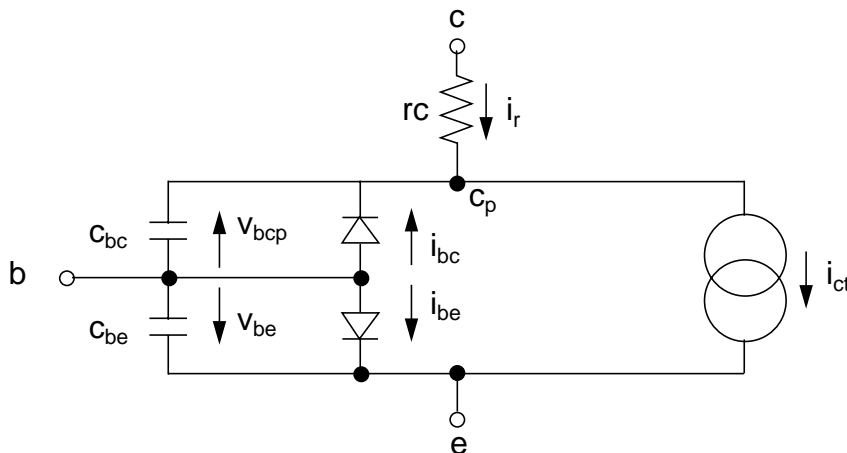 c
rc
i_r
c_p
c_bc
v_bcp
i_bc
b
i_ct
c_be
v_be
i_be
e